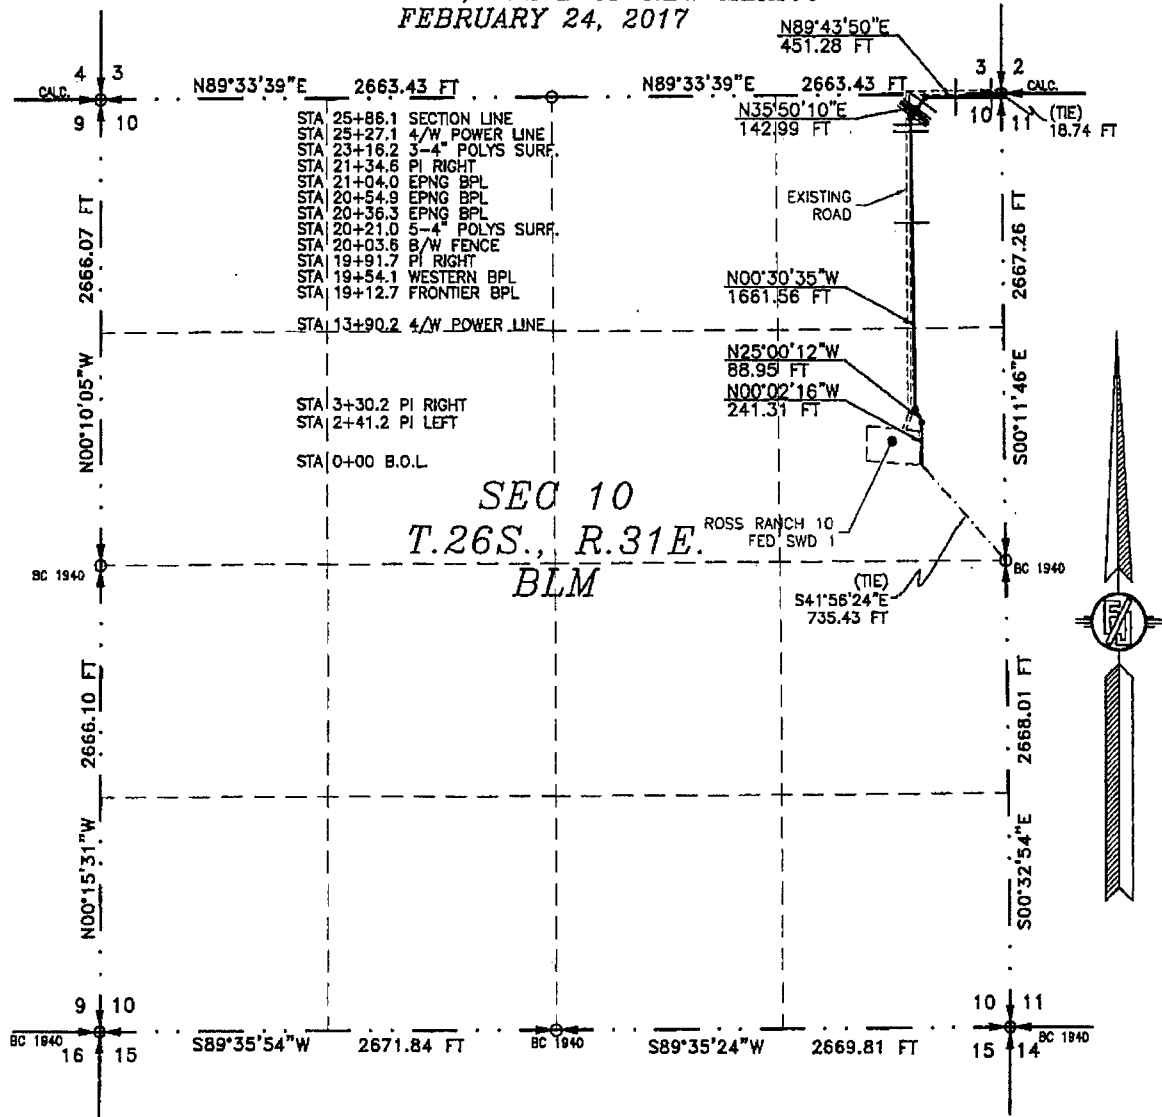 FEBRUARY 24, 2017
N89°43'50"E
451.28 FT
4 3
3 2
CALC.
N89°33'39"E 2663.43 FT
N89°33'39"E 2663.43 FT
CALC.
9 10
10 11
(TIE)
18.74 FT
N35°50'10"E
142.99 FT
STA 25+86.1 SECTION LINE
STA 25+27.1 4/W POWER LINE
STA 23+16.2 3-4" POLYS SURF.
STA 21+34.6 PI RIGHT
STA 21+04.0 EPNG BPL
STA 20+54.9 EPNG BPL
STA 20+36.3 EPNG BPL
STA 20+21.0 5-4" POLYS SURF.
STA 20+03.6 B/W FENCE
STA 19+91.7 PI RIGHT
STA 19+54.1 WESTERN BPL
STA 19+12.7 FRONTIER BPL
STA 13+90.2 4/W POWER LINE
STA 3+30.2 PI RIGHT
STA 2+41.2 PI LEFT
STA 0+00 B.O.L.
EXISTING
ROAD
N00°30'35"W
1661.56 FT
N25°00'12"W
88.95 FT
N00°02'16"W
241.31 FT
N00°10'05"W 2666.07 FT
S00°11'46"E 2667.26 FT
SEC 10
T.26S., R.31E.
BLM
ROSS RANCH 10
FED SWD 1
BC 1940
BC 1940
(TIE)
S41°56'24"E
735.43 FT
N00°15'31"W 2666.10 FT
S00°32'54"E 2668.01 FT
9 10
10 11
BC 1940
BC 1940
BC 1940
16 15
15 14
S89°35'54"W 2671.84 FT
S89°35'24"W 2669.81 FT